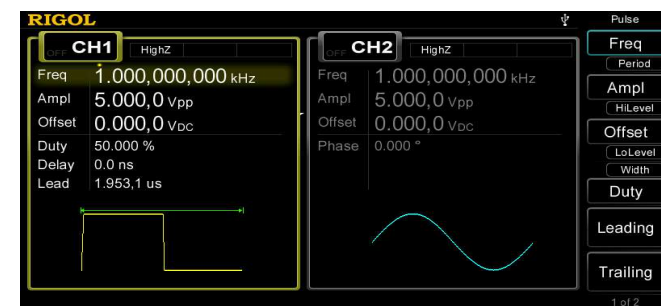 RIGOL
Pulse
OFF CH1 HighZ
Freq 1.000,000,000 kHz
Ampl 5.000,0 Vpp
Offset 0.000,0 VDC
Duty 50.000 %
Delay 0.0 ns
Lead 1.953,1 us
OFF CH2 HighZ
Freq 1.000,000,000 kHz
Ampl 5.000,0 Vpp
Offset 0.000,0 VDC
Phase 0.000 °
Freq
Period
Ampl
HiLevel
Offset
LoLevel
Width
Duty
Leading
Trailing
1 of 2